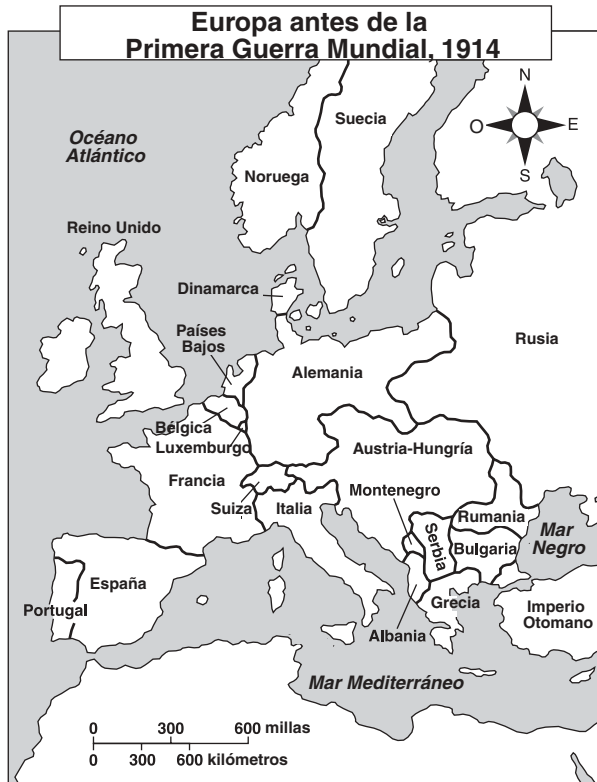 Europa antes de la
Primera Guerra Mundial, 1914
N
O
E
S
Océano
Atlántico
Suecia
Noruega
Reino Unido
Dinamarca
Países
Bajos
Rusia
Alemania
Bélgica
Luxemburgo
Austria-Hungría
Francia
Montenegro
Suiza
Italia
Rumania
Serbia
Mar
Negro
Bulgaria
España
Portugal
Grecia
Imperio
Otomano
Albania
Mar Mediterráneo
0 300 600 millas
0 300 600 kilómtros